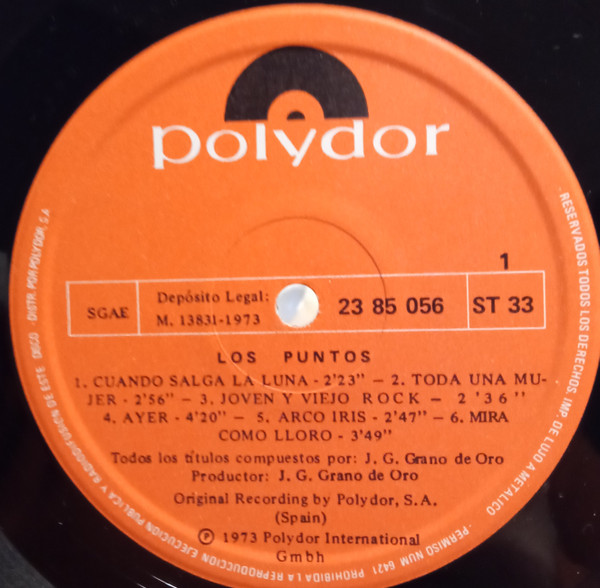 polydor
1
SGAE
Depósito Legal:
M. 13831-1973
23 85 056
ST 33
LOS PUNTOS
1. CUANDO SALGA LA LUNA - 2'23" — 2. TODA UNA MU-
JER - 2'56" — 3. JOVEN Y VIEJO ROCK — 2'36"
4. AYER - 4'20" — 5. ARCO IRIS - 2'47" — 6. MIRA
COMO LLORO - 3'49"
Todos los títulos compuestos por: J. G. Grano de Oro
Productor: J. G. Grano de Oro
Original Recording by Polydor, S.A.
(Spain)
Ⓟ 1973 Polydor International
Gmbh
·RESERVADOS TODOS LOS DERECHOS· IMP. DE LUJO A METALICO
·PERMISO NUM 6421 PROHIBIDA LA REPRODUCCION EJECUCION PUBLICA Y RADIODIFUSION DE ESTE DISCO · DISTR. POR POLYDOR, S.A